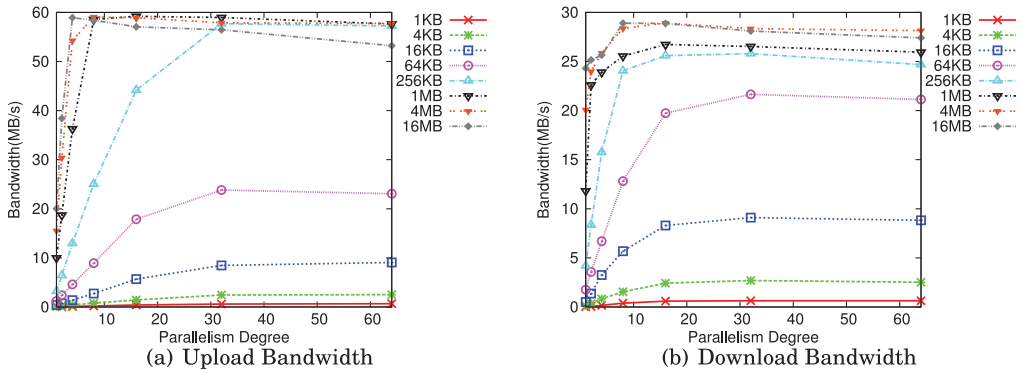 60
50
40
30
20
10
0
Bandwidth(MB/s)
0 10 20 30 40 50 60
Parallelism Degree
1KB
4KB
16KB
64KB
256KB
1MB
4MB
16MB
(a) Upload Bandwidth
30
25
20
15
10
5
0
Bandwidth(MB/s)
10 20 30 40 50 60
Parallelism Degree
1KB
4KB
16KB
64KB
256KB
1MB
4MB
16MB
(b) Download Bandwidth